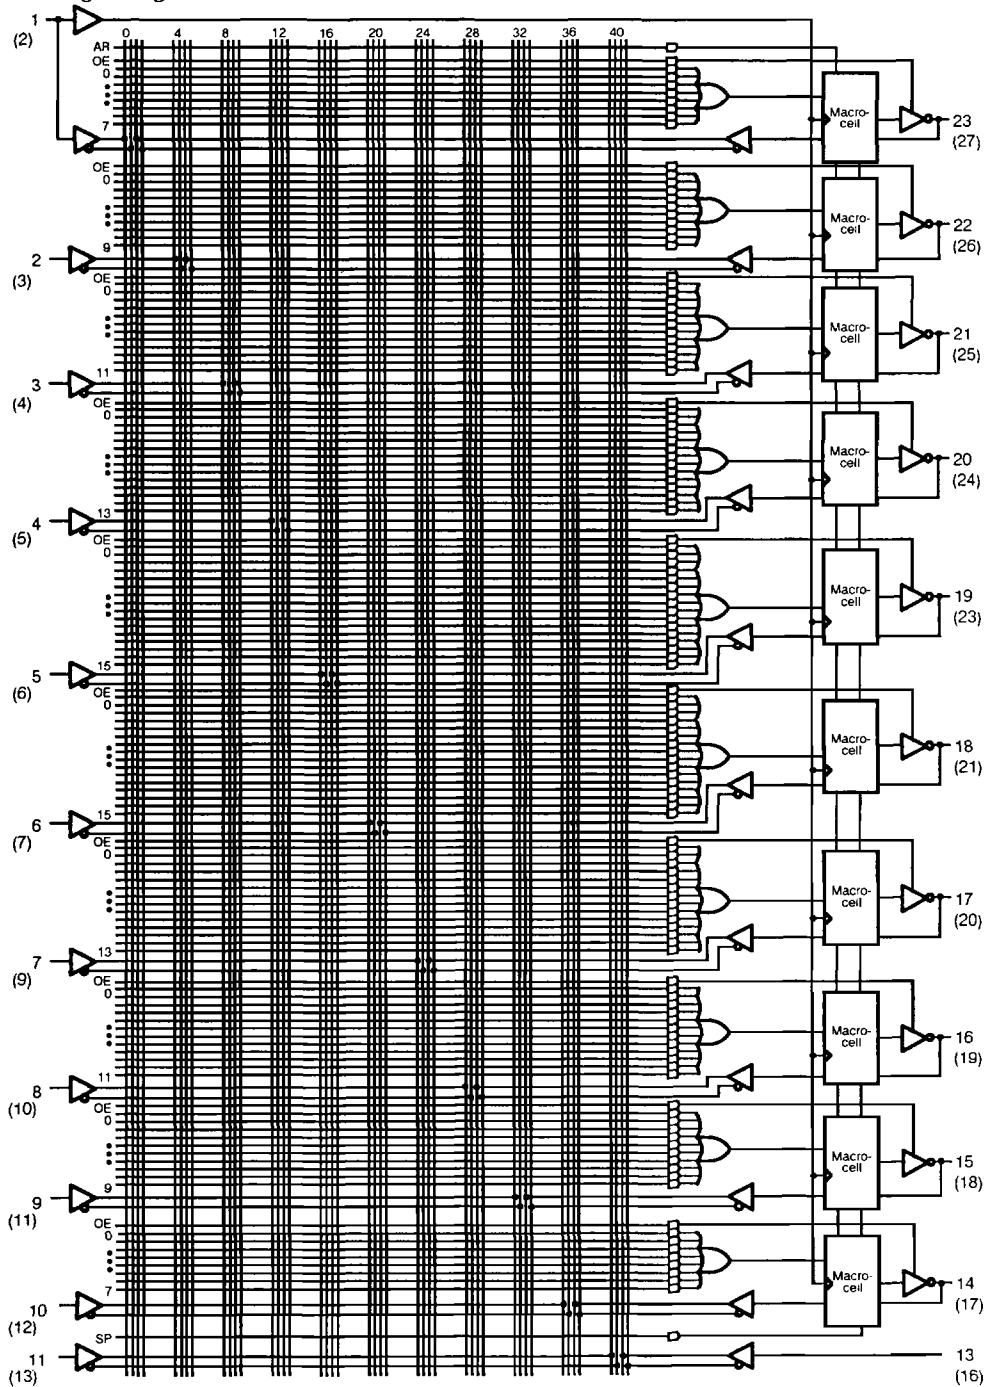 1
(2)
0 4 8 12 16 20 24 28 32 36 40
AR
OE
0
7
Macro-
cell
23
(27)
OE
0
9
Macro-
cell
22
(26)
2
(3)
OE
0
11
Macro-
cell
21
(25)
3
(4)
OE
0
13
Macro-
cell
20
(24)
4
(5)
OE
0
15
Macro-
cell
19
(23)
5
(6)
OE
0
15
Macro-
cell
18
(21)
6
(7)
OE
0
13
Macro-
cell
17
(20)
7
(9)
OE
0
11
Macro-
cell
16
(19)
8
(10)
OE
0
9
Macro-
cell
15
(18)
9
(11)
OE
0
7
Macro-
cell
14
(17)
10
(12)
SP
11
(13)
13
(16)